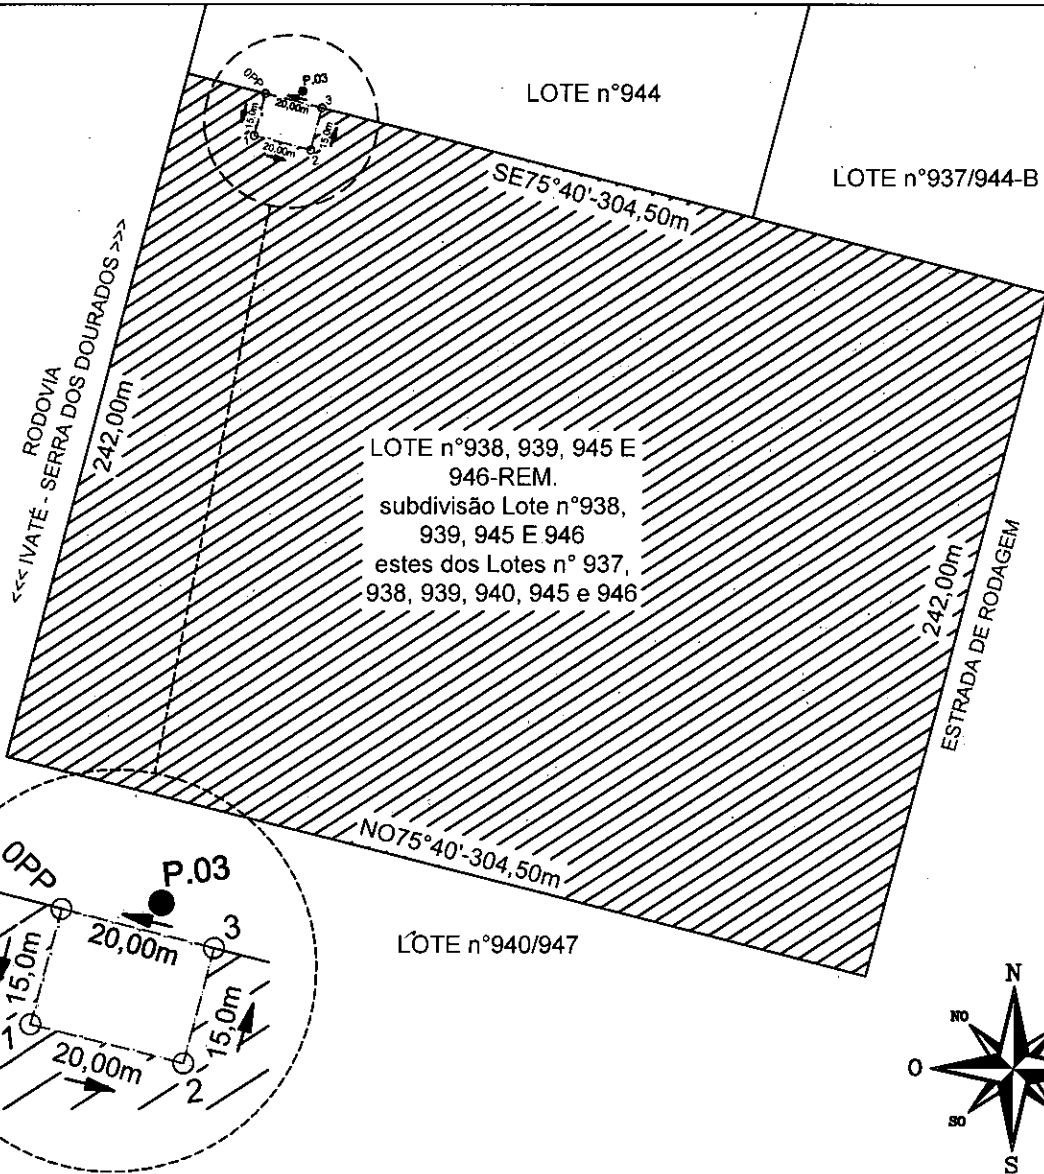 LOTE n°944
LOTE n°937/944-B
0PP
P.03
3
20,00m
15,0m
15,0m
1
20,00m
2
SE75°40'-304,50m
RODOVIA
<<< IVATÉ - SERRA DOS DOURADOS >>>
242,00m
LOTE n°938, 939, 945 E
946-REM.
subdivisão Lote n°938,
939, 945 E 946
estes dos Lotes n° 937,
938, 939, 940, 945 e 946
242,00m
ESTRADA DE RODAGEM
NO75°40'-304,50m
LOTE n°940/947
0PP
P.03
3
20,00m
15,0m
15,0m
1
20,00m
2
N
NO
O
SO
S